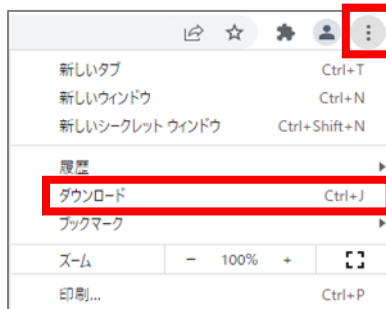 新しいタブ Ctrl+T
新しいウィンドウ Ctrl+N
新しいシークレット ウィンドウ Ctrl+Shift+N
履歴
ダウンロード Ctrl+J
ブックマーク
ズーム − 100% +
印刷... Ctrl+P